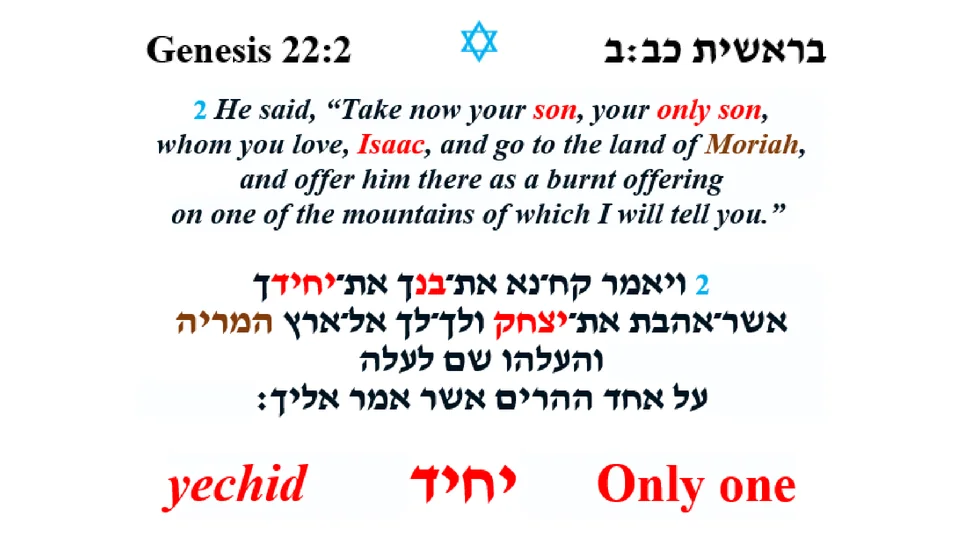 Genesis 22:2
בראשית כב:ב
2 He said, “Take now your son, your only son,
whom you love, Isaac, and go to the land of Moriah,
and offer him there as a burnt offering
on one of the mountains of which I will tell you.”
2 ויאמר קח־נא את־בנך את־יחידך
אשר־אהבת את־יצחק ולך־לך אל־ארץ המריה
והעלהו שם לעלה
על אחד ההרים אשר אמר אליך:
yechid יחיד Only one